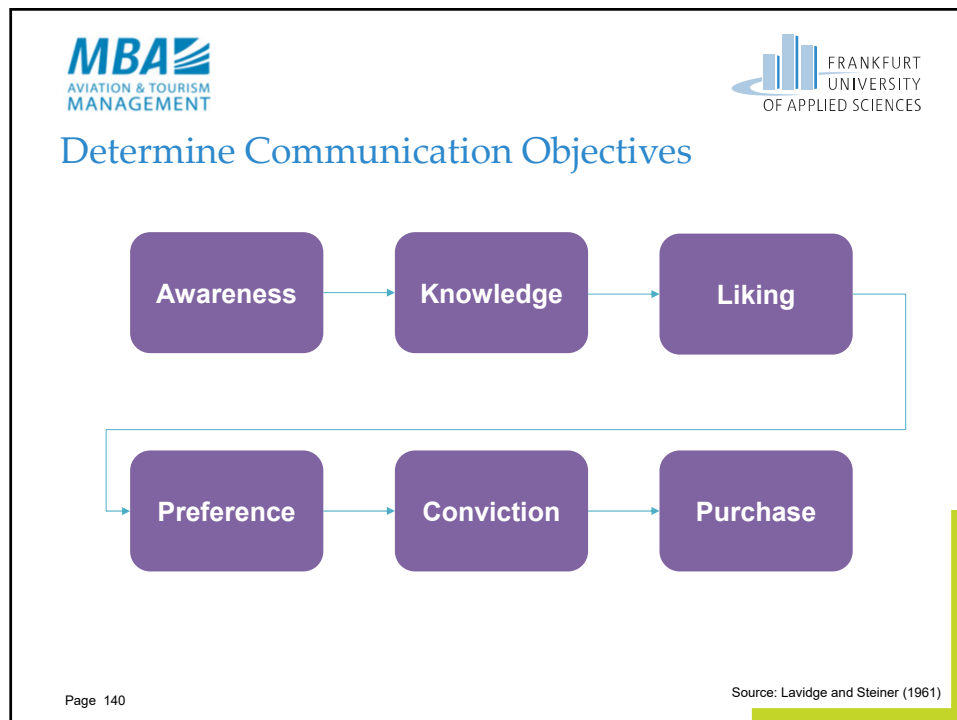 MBA
AVIATION & TOURISM
MANAGEMENT
FRANKFURT
UNIVERSITY
OF APPLIED SCIENCES
Determine Communication Objectives
Awareness
Knowledge
Liking
Preference
Conviction
Purchase
Page 140
Source: Lavidge and Steiner (1961)